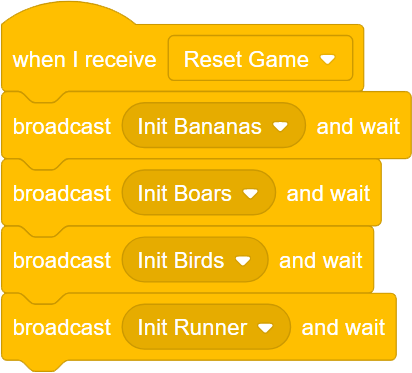 when I receive Reset Game
broadcast Init Bananas and wait
broadcast Init Boars and wait
broadcast Init Birds and wait
broadcast Init Runner and wait